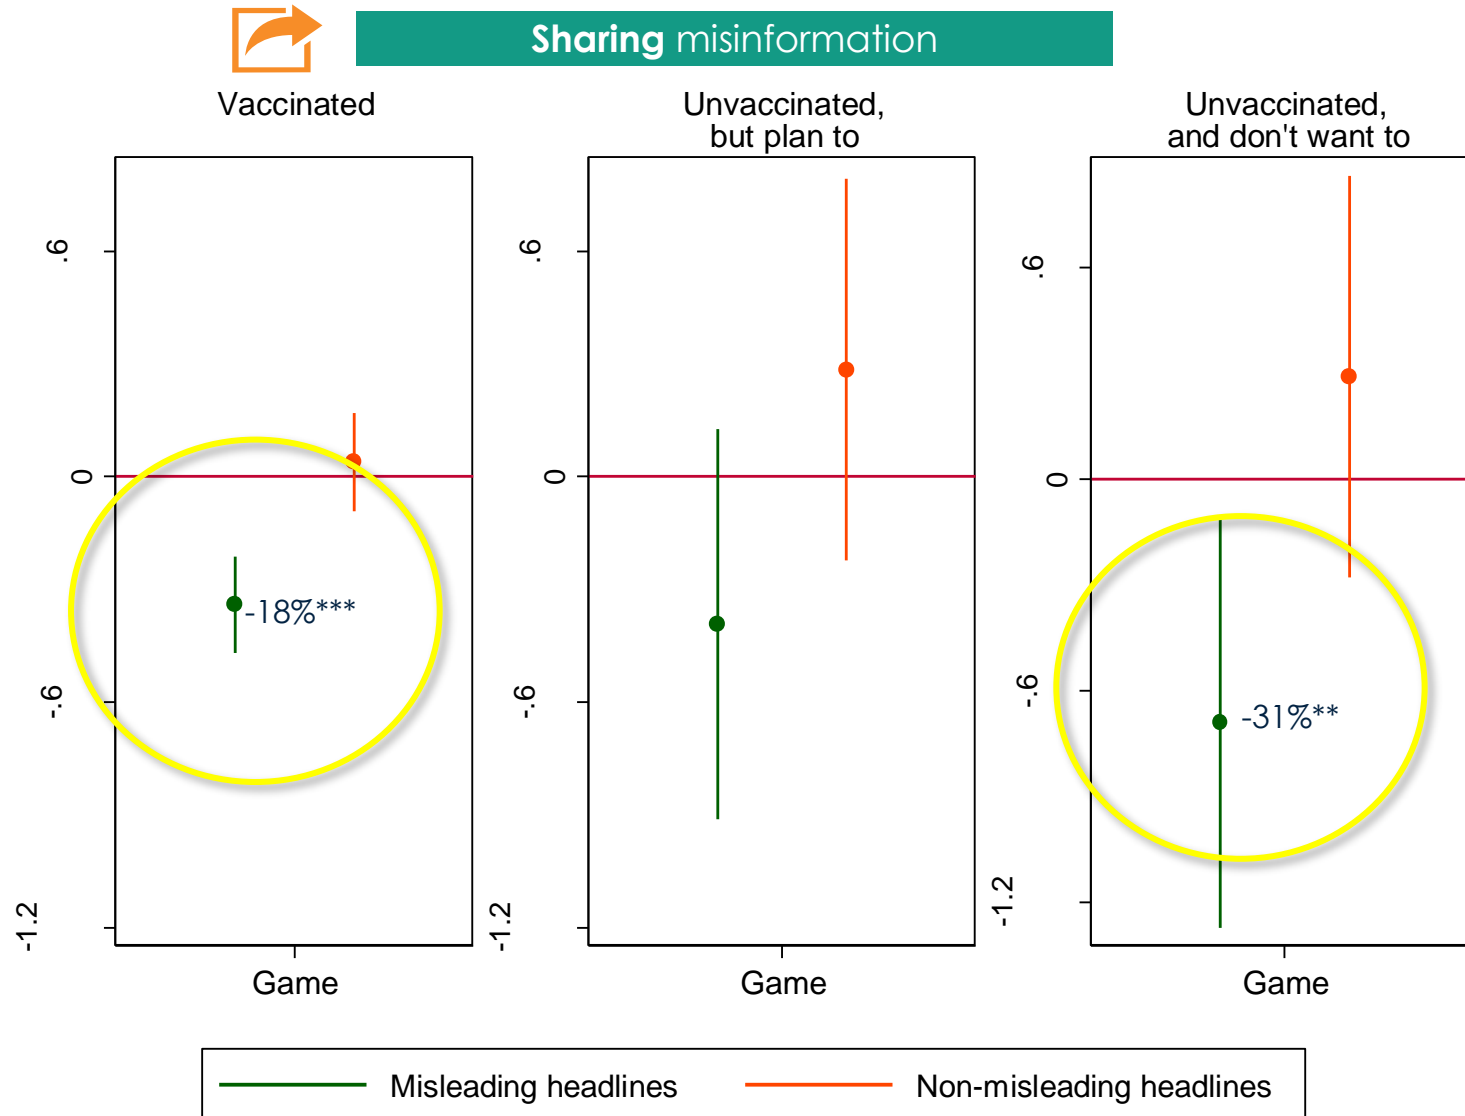 Sharing misinformation
Vaccinated
.6
0
-.6
-1.2
-18%***
Game
Unvaccinated,
but plan to
.6
0
-.6
-1.2
Game
Unvaccinated,
and don't want to
.6
0
-.6
-1.2
-31%**
Game
Misleading headlines
Non-misleading headlines